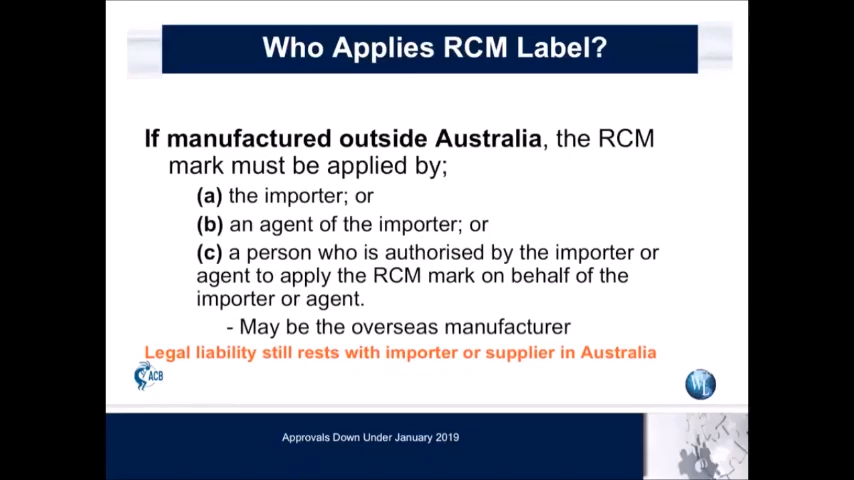 Who Applies RCM Label?
If manufactured outside Australia, the RCM
mark must be applied by;
(a) the importer; or
(b) an agent of the importer; or
(c) a person who is authorised by the importer or
agent to apply the RCM mark on behalf of the
importer or agent.
- May be the overseas manufacturer
Legal liability still rests with importer or supplier in Australia
ACB
WL
Approvals Down Under January 2019